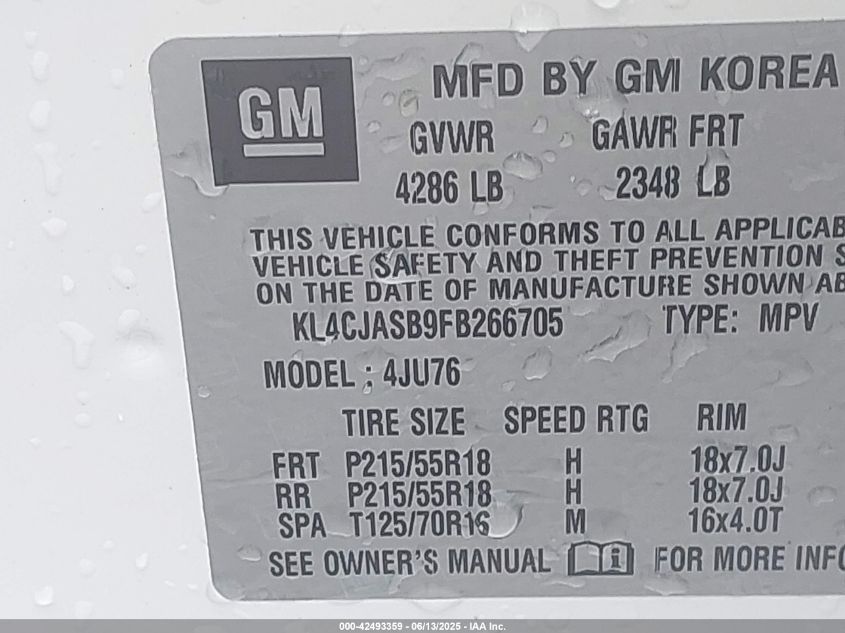 GM
MFD BY GM KOREA
GVWR GAWR FRT
4286 LB 2348 LB
THIS VEHICLE CONFORMS TO ALL APPLICAB
VEHICLE SAFETY AND THEFT PREVENTION S
ON THE DATE OF MANUFACTURE SHOWN AB
KL4CJASB9FB266705 TYPE: MPV
MODEL : 4JU76
TIRE SIZE SPEED RTG RIM
FRT P215/55R18 H 18x7.0J
RR P215/55R18 H 18x7.0J
SPA T125/70R16 M 16x4.0T
SEE OWNER'S MANUAL i FOR MORE INFO
000-42493359 - 06/13/2025 - IAA Inc.